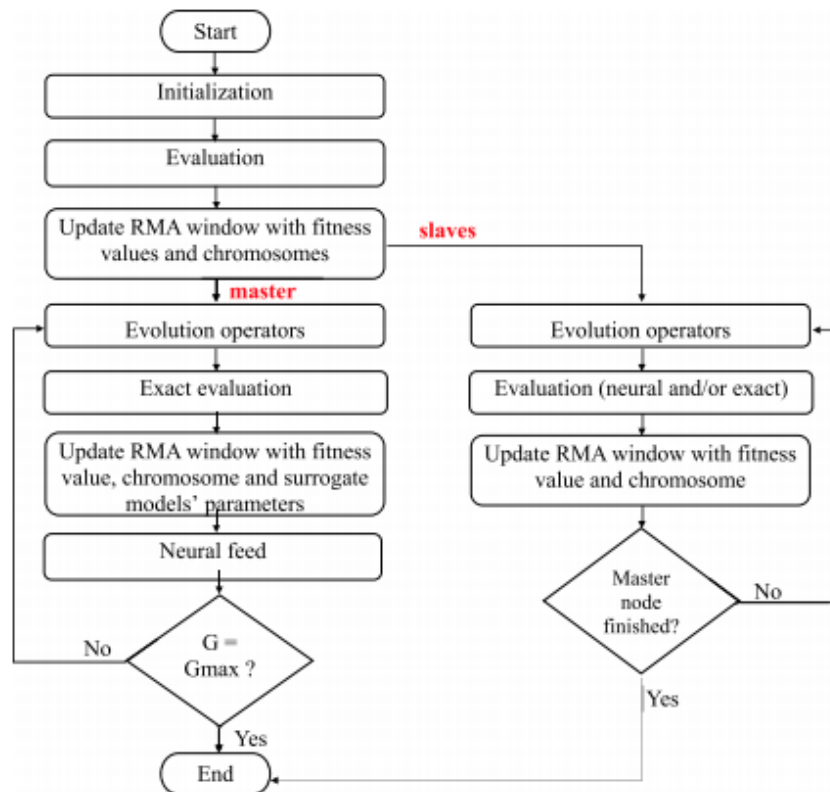 Start
Initialization
Evaluation
Update RMA window with fitness
values and chromosomes
slaves
master
Evolution operators
Exact evaluation
Update RMA window with fitness
value, chromosome and surrogate
models' parameters
Neural feed
G =
Gmax ?
No
Yes
End
Evolution operators
Evaluation (neural and/or exact)
Update RMA window with fitness
value and chromosome
Master
node
finished?
No
Yes